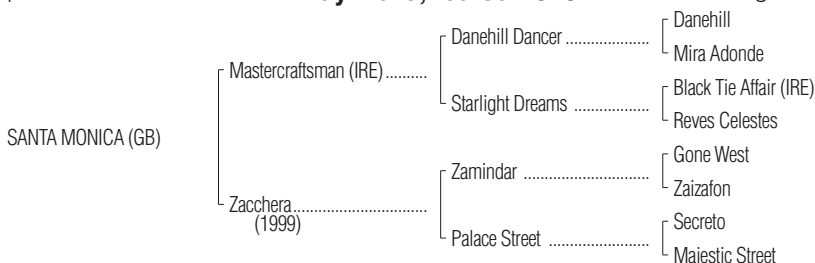 Danehill
Danehill Dancer ....................
Mira Adonde
Mastercraftsman (IRE)..........
Black Tie Affair (IRE)
Starlight Dreams ..................
Reves Celestes
SANTA MONICA (GB)
Gone West
Zamindar ..............................
Zaizafon
Zacchera................................
(1999)
Secreto
Palace Street ........................
Majestic Street